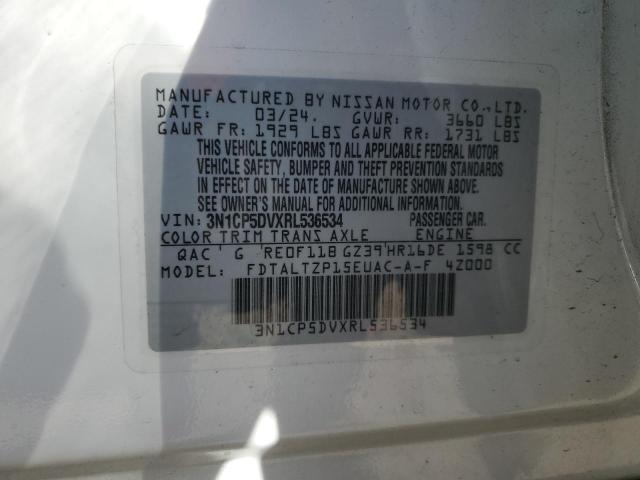 MANUFACTURED BY NISSAN MOTOR CO., LTD.
DATE: 03/24. GVWR: 3660 LBS
GAWR FR: 1929 LBS GAWR RR: 1731 LBS
THIS VEHICLE CONFORMS TO ALL APPLICABLE FEDERAL MOTOR
VEHICLE SAFETY, BUMPER AND THEFT PREVENTION STANDARDS
IN EFFECT ON THE DATE OF MANUFACTURE SHOWN ABOVE.
SEE OWNER'S MANUAL FOR ADDITIONAL INFORMATION.
VIN: 3N1CP5DVXRL536534 PASSENGER CAR.
COLOR TRIM TRANS AXLE ENGINE
QAC G RE0F11B GZ39 HR16DE 1598 CC
MODEL: FDTALTZP15EUAC-A-F 4Z000
3N1CP5DVXRL536534